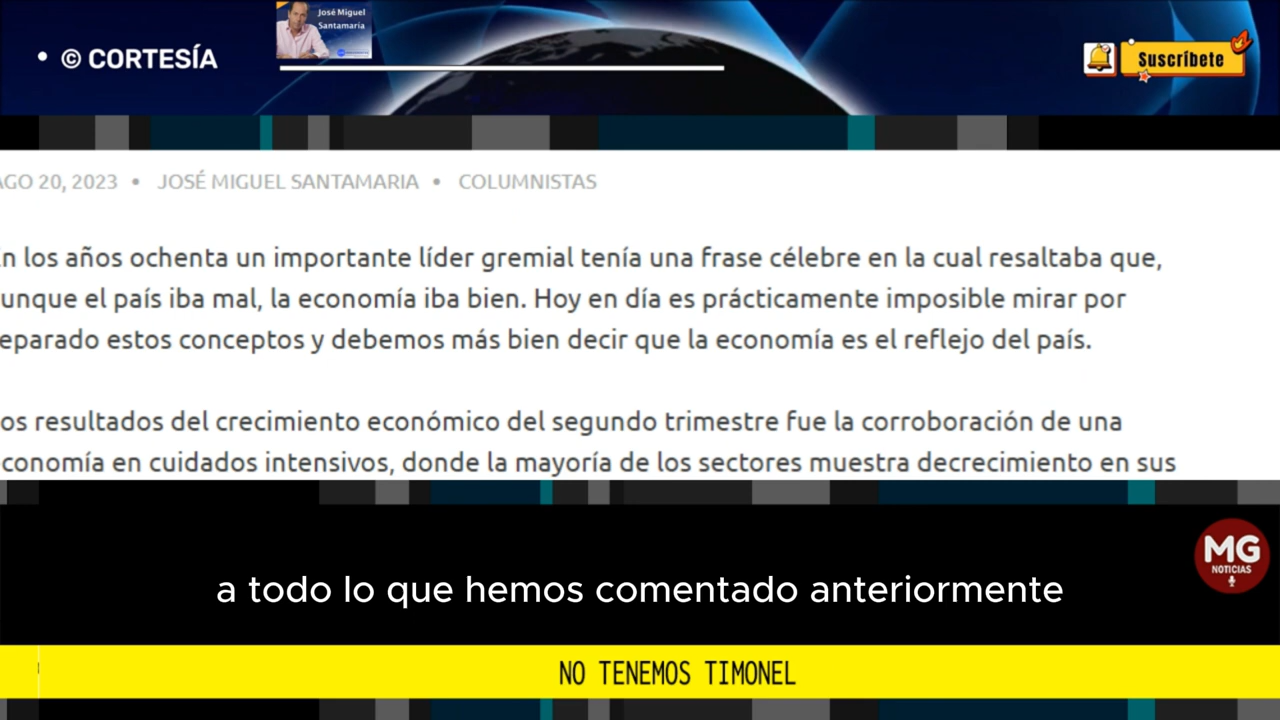 • © CORTESÍA
José Miguel
Santamaría
Suscríbete
AGO 20, 2023 • JOSÉ MIGUEL SANTAMARIA • COLUMNISTAS
n los años ochenta un importante líder gremial tenía una frase célebre en la cual resaltaba que,
unque el país iba mal, la economía iba bien. Hoy en día es prácticamente imposible mirar por
eparado estos conceptos y debemos más bien decir que la economía es el reflejo del país.
os resultados del crecimiento económico del segundo trimestre fue la corroboración de una
conomía en cuidados intensivos, donde la mayoría de los sectores muestra decrecimiento en sus
MG
NOTICIAS
a todo lo que hemos comentado anteriormente
NO TENEMOS TIMONEL